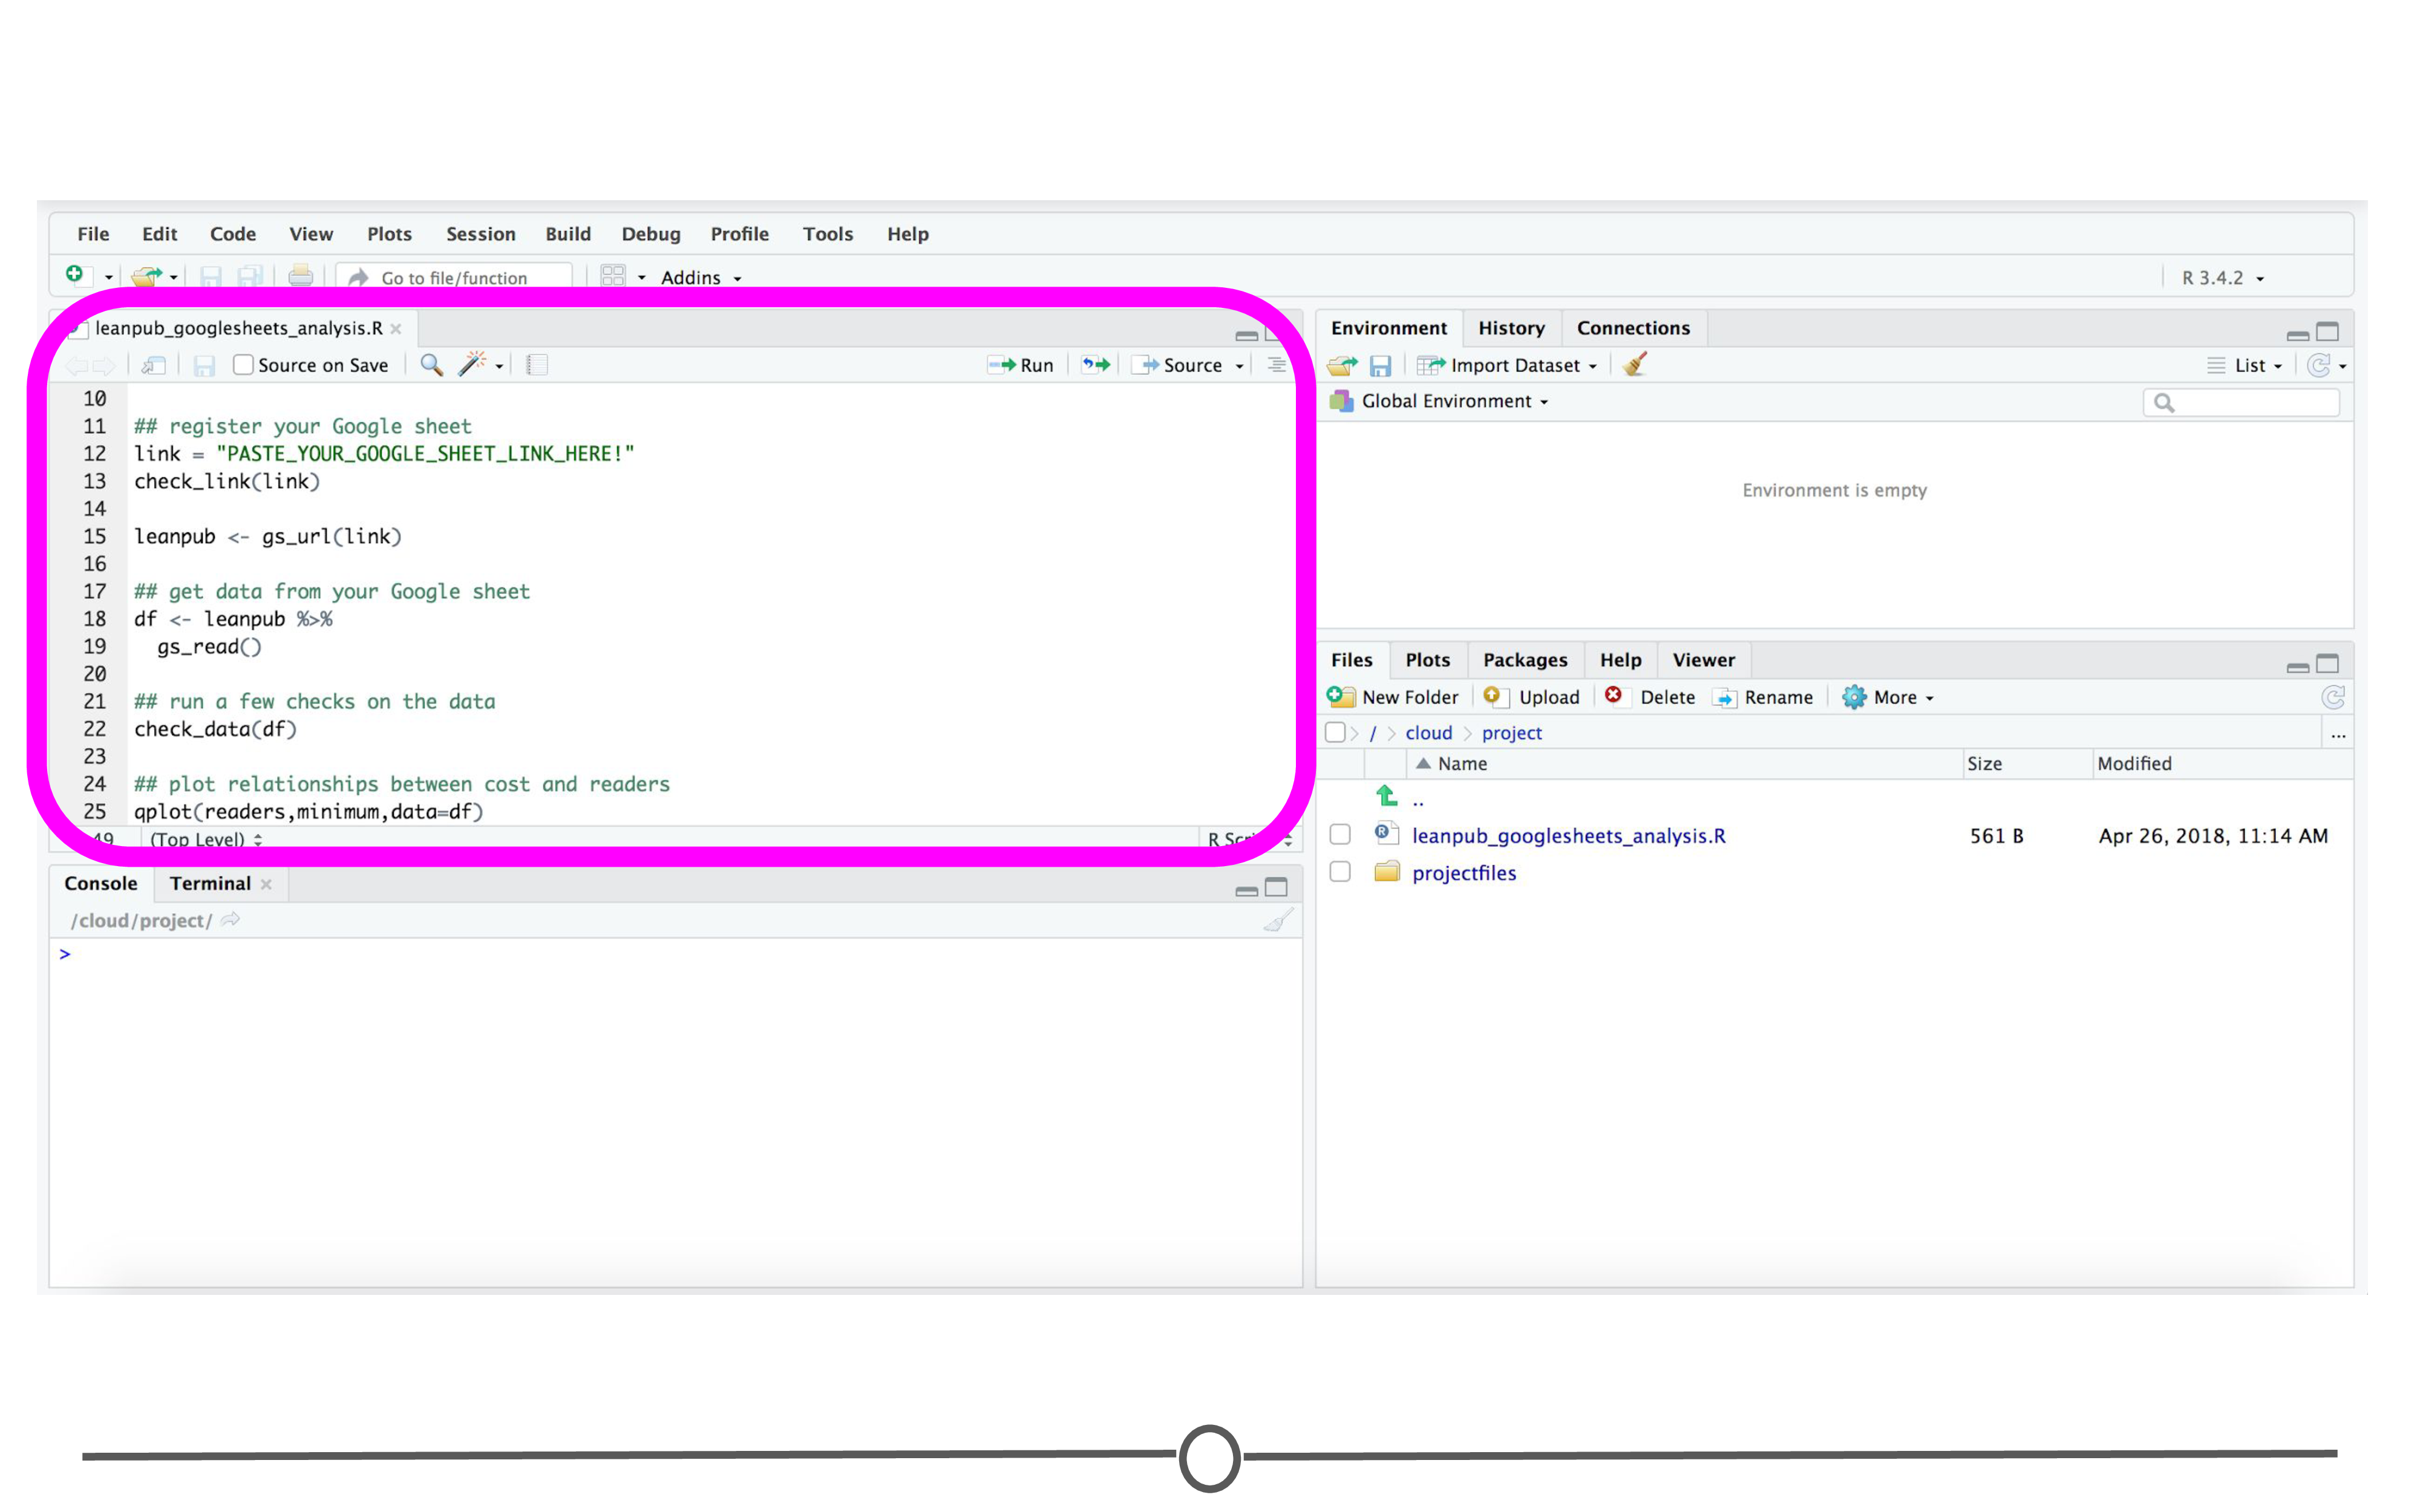 File Edit Code View Plots Session Build Debug Profile Tools Help
Go to file/function Addins R 3.4.2
leanpub_googlesheets_analysis.R
Source on Save Run Source
10
11 ## register your Google sheet
12 link = "PASTE_YOUR_GOOGLE_SHEET_LINK_HERE!"
13 check_link(link)
14
15 leanpub <- gs_url(link)
16
17 ## get data from your Google sheet
18 df <- leanpub %>%
19 gs_read()
20
21 ## run a few checks on the data
22 check_data(df)
23
24 ## plot relationships between cost and readers
25 qplot(readers,minimum,data=df)
(Top Level)
Console Terminal
/cloud/project/
>
Environment History Connections
Import Dataset List
Global Environment
Environment is empty
Files Plots Packages Help Viewer
New Folder Upload Delete Rename More
/ cloud project ...
Name Size Modified
..
leanpub_googlesheets_analysis.R 561 B Apr 26, 2018, 11:14 AM
projectfiles